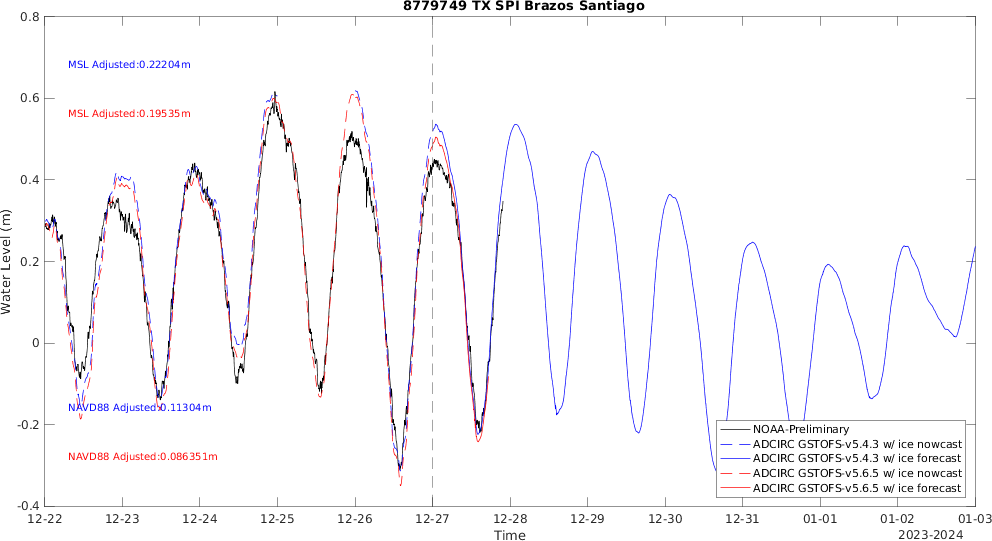 8779749 TX SPI Brazos Santiago
0.8
0.6
0.4
0.2
0
-0.2
-0.4
Water Level (m)
MSL Adjusted:0.22204m
MSL Adjusted:0.19535m
NAVD88 Adjusted:0.11304m
NAVD88 Adjusted:0.086351m
NOAA-Preliminary
ADCIRC GSTOFS-v5.4.3 w/ ice nowcast
ADCIRC GSTOFS-v5.4.3 w/ ice forecast
ADCIRC GSTOFS-v5.6.5 w/ ice nowcast
ADCIRC GSTOFS-v5.6.5 w/ ice forecast
12-22 12-23 12-24 12-25 12-26 12-27 12-28 12-29 12-30 12-31 01-01 01-02 01-03
Time
2023-2024